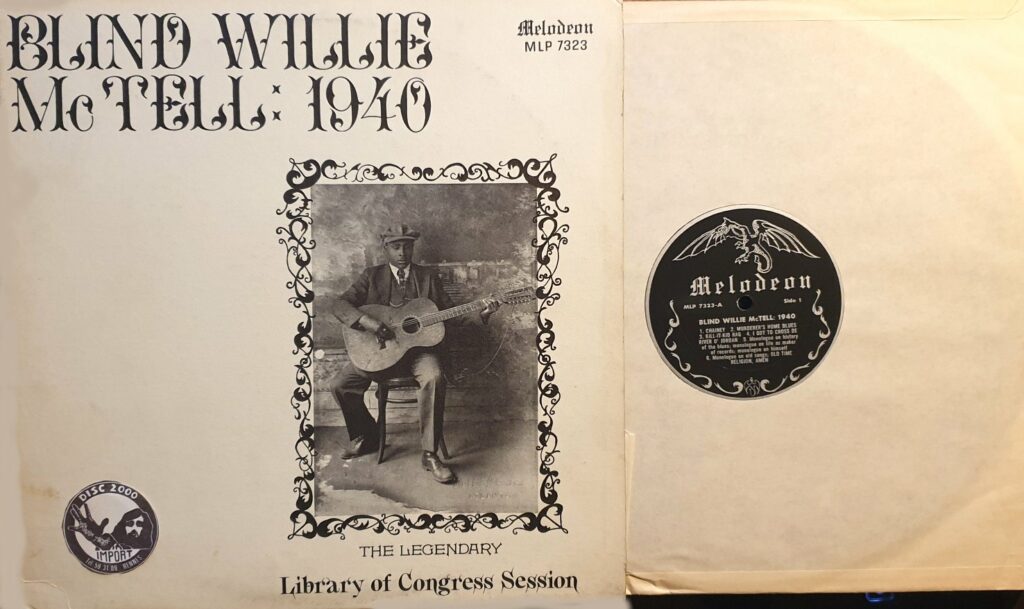 BLIND WILLIE
McTELL: 1940
Melodeon
MLP 7323
THE LEGENDARY
Library of Congress Session
DISC 2000
IMPORT
RENNES
Melodeon
MLP 7323-A
Side 1
BLIND WILLIE McTELL: 1940
1. CHAINEY 2. MURDERER'S HOME BLUES
3. KILL-IT-KID RAG 4. I GOT TO CROSS DE
RIVER O' JORDAN 5. Monologue on history
of the blues; monologue on life as maker
of records; monologue on himself
6. Monologue on old songs; OLD TIME
RELIGION, AMEN